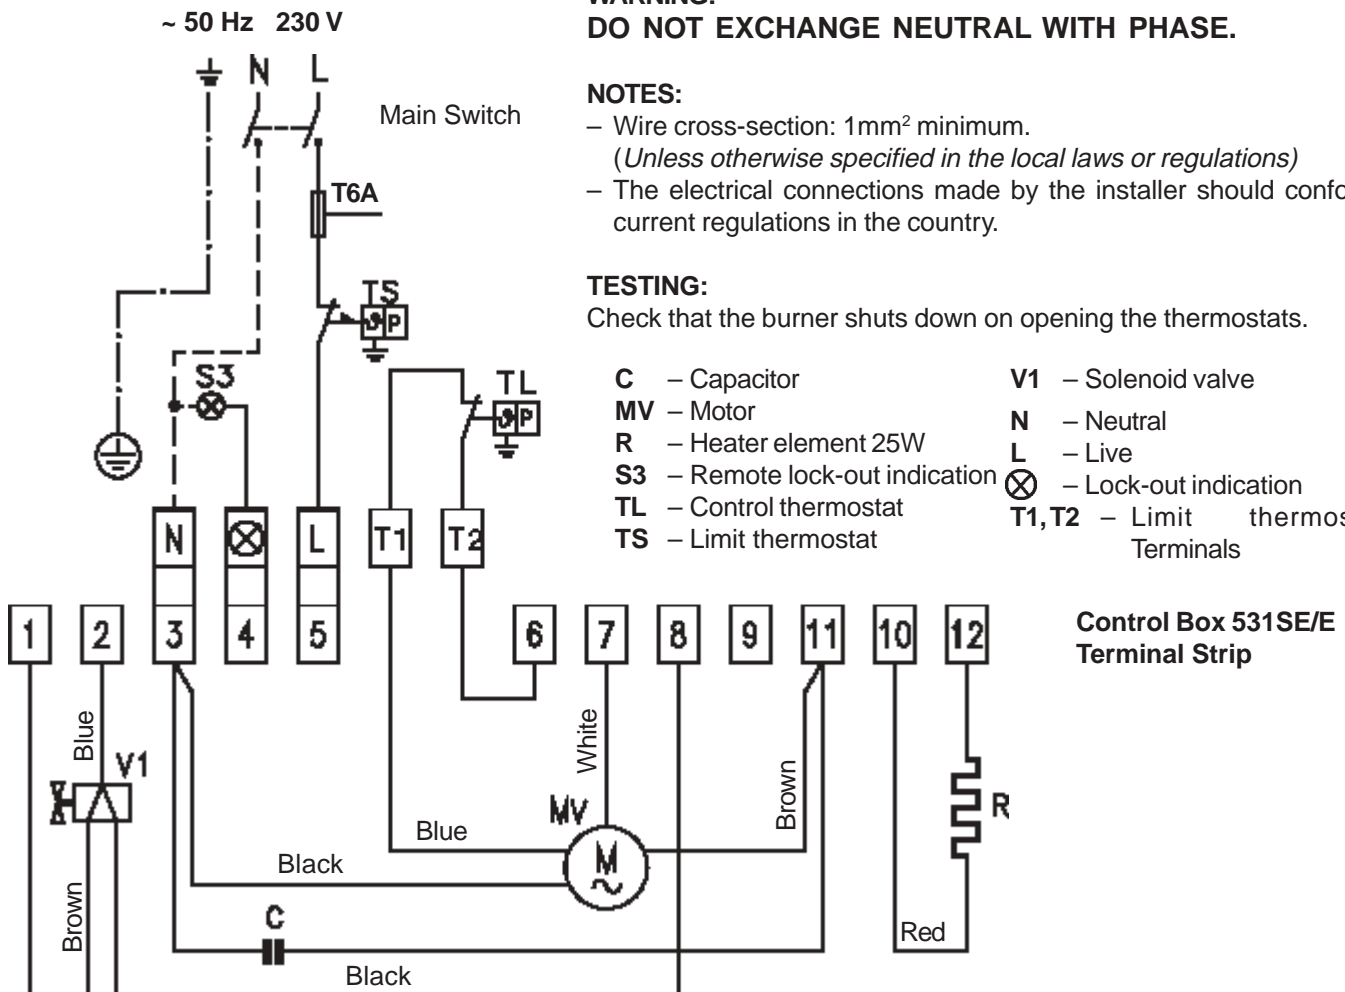 ~ 50 Hz 230 V
N L
Main Switch
T6A
TS
P
S3
TL
P
N
L
T1
T2
1 2 3 4 5 6 7 8 9 11 10 12
Blue
V1
White
Brown
R
MV
M
Blue
Black
Brown
C
Red
Black
DO NOT EXCHANGE NEUTRAL WITH PHASE.
NOTES:
– Wire cross-section: 1mm² minimum.
(Unless otherwise specified in the local laws or regulations)
– The electrical connections made by the installer should
current regulations in the country.
TESTING:
Check that the burner shuts down on opening the thermostats.
C – Capacitor
MV – Motor
R – Heater element 25W
S3 – Remote lock-out indication
TL – Control thermostat
TS – Limit thermostat
V1 – Solenoid valve
N – Neutral
L – Live
– Lock-out indication
T1, T2 – Limit
Terminals
Control Box 531SE/E
Terminal Strip